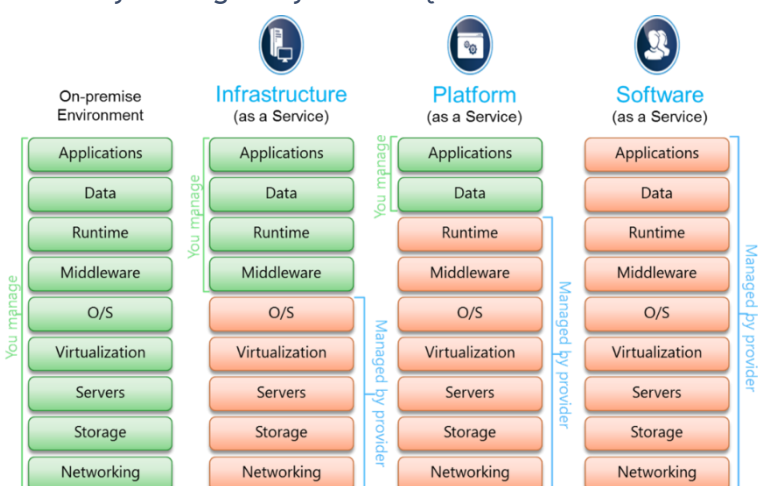 On-premise
Environment
You manage
Applications
Data
Runtime
Middleware
O/S
Virtualization
Servers
Storage
Networking
Infrastructure
(as a Service)
You manage
Applications
Data
Runtime
Middleware
O/S
Virtualization
Servers
Storage
Networking
Managed by provider
Platform
(as a Service)
You manage
Applications
Data
Runtime
Middleware
O/S
Virtualization
Servers
Storage
Networking
Managed by provider
Software
(as a Service)
Applications
Data
Runtime
Middleware
O/S
Virtualization
Servers
Storage
Networking
Managed by provider